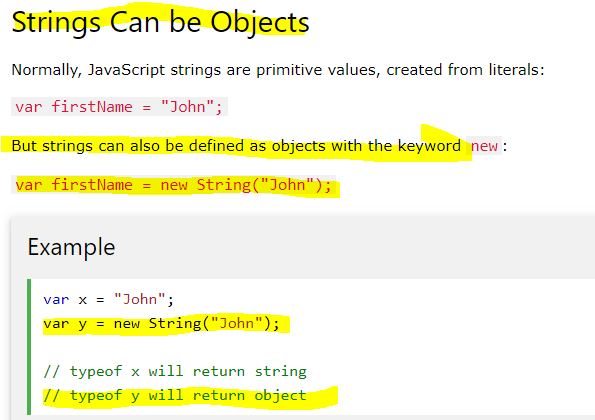 Strings Can be Objects
Normally, JavaScript strings are primitive values, created from literals:
var firstName = "John";
But strings can also be defined as objects with the keyword new:
var firstName = new String("John");
Example
var x = "John";
var y = new String("John");
// typeof x will return string
// typeof y will return object